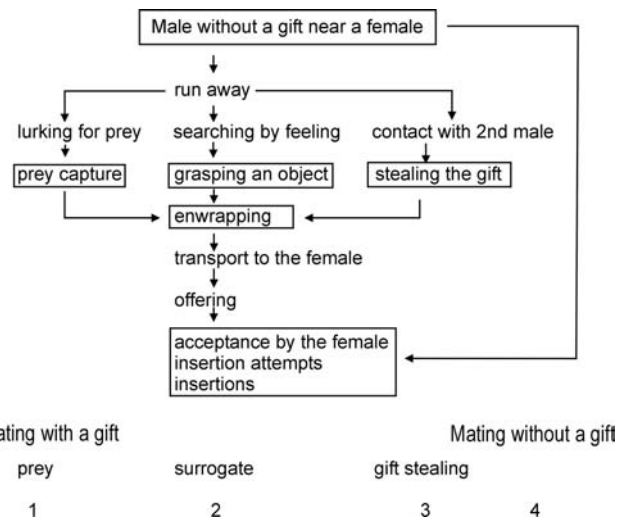 Male without a gift near a female
run away
lurking for prey searching by feeling contact with 2nd male
prey capture grasping an object stealing the gift
enwrapping
transport to the female
offering
acceptance by the female
insertion attempts
insertions
ating with a gift Mating without a gift
prey surrogate gift stealing
1 2 3 4